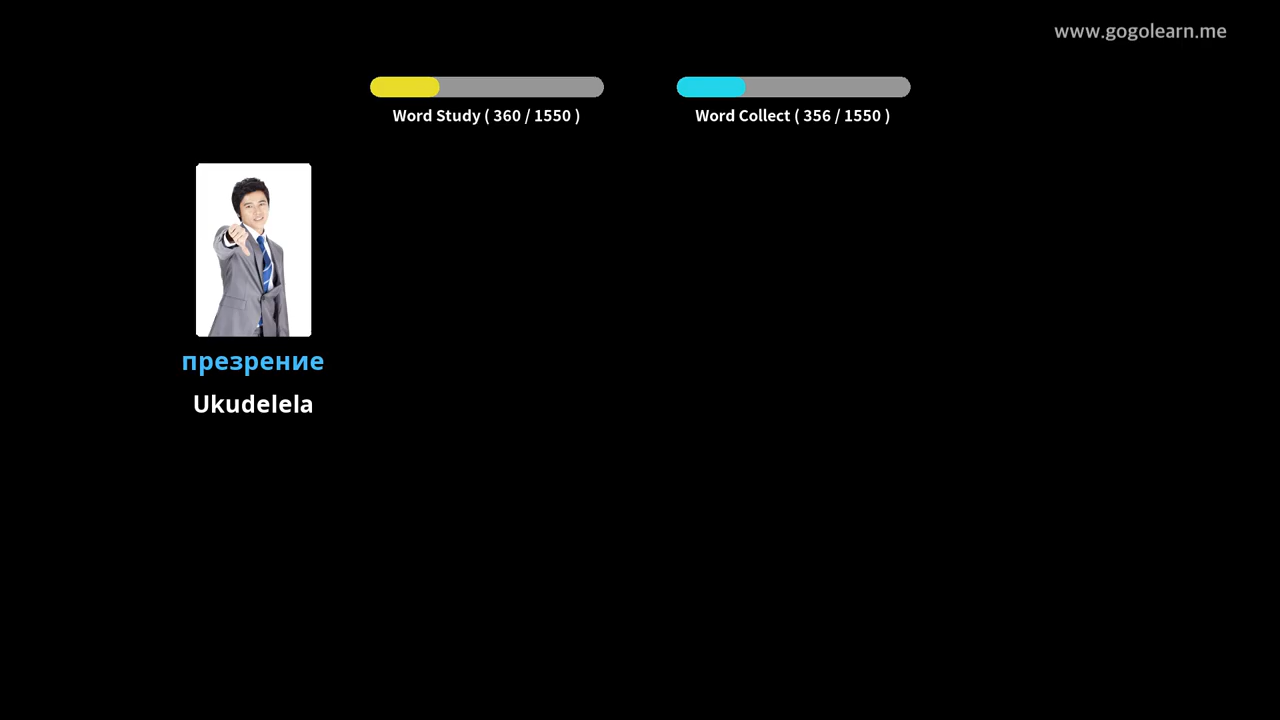 www.gogolearn.me
Word Study ( 360 / 1550 )
Word Collect ( 356 / 1550 )
презрение
Ukudelela